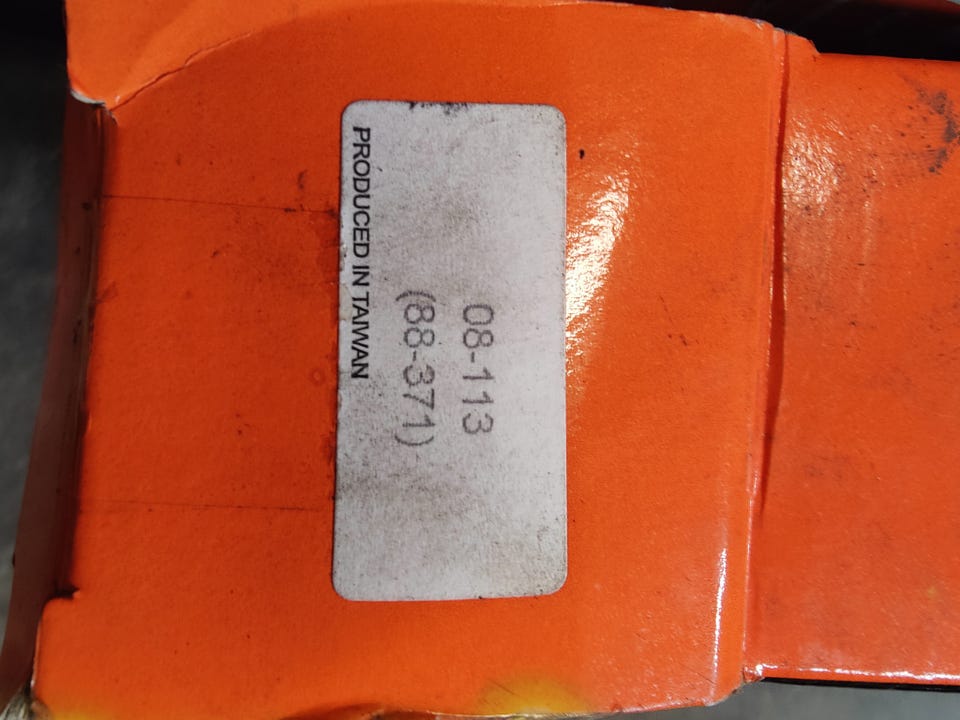 08-113
(88-371)
PRODUCED IN TAIWAN